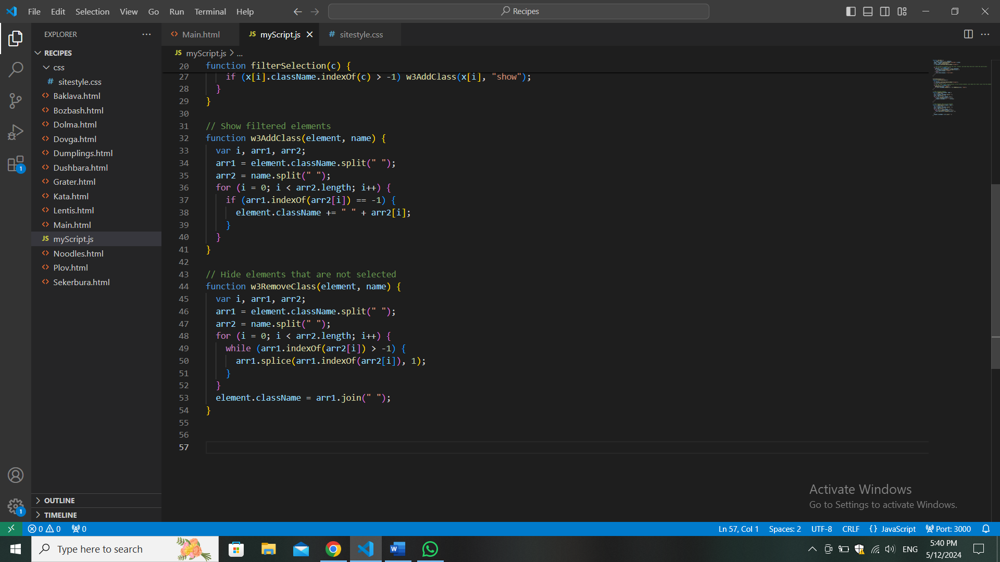 File Edit Selection View Go Run Terminal Help
Recipes
EXPLORER
Main.html
JS myScript.js
# sitestyle.css
RECIPES
JS myScript.js > ...
css
# sitestyle.css
Baklava.html
Bozbash.html
Dolma.html
Dovga.html
Dumplings.html
Dushbara.html
Grater.html
Kata.html
Lentis.html
Main.html
JS myScript.js
Noodles.html
Plov.html
Sekerbura.html
OUTLINE
TIMELINE
20 function filterSelection(c) {
27 if (x[i].className.indexOf(c) > -1) w3AddClass(x[i], "show");
28 }
29 }
30
31 // Show filtered elements
32 function w3AddClass(element, name) {
33 var i, arr1, arr2;
34 arr1 = element.className.split(" ");
35 arr2 = name.split(" ");
36 for (i = 0; i < arr2.length; i++) {
37 if (arr1.indexOf(arr2[i]) == -1) {
38 element.className += " " + arr2[i];
39 }
40 }
41 }
42
43 // Hide elements that are not selected
44 function w3RemoveClass(element, name) {
45 var i, arr1, arr2;
46 arr1 = element.className.split(" ");
47 arr2 = name.split(" ");
48 for (i = 0; i < arr2.length; i++) {
49 while (arr1.indexOf(arr2[i]) > -1) {
50 arr1.splice(arr1.indexOf(arr2[i]), 1);
51 }
52 }
53 element.className = arr1.join(" ");
54 }
55
56
57
1
1
Activate Windows
Go to Settings to activate Windows.
0 0 0
Ln 57, Col 1 Spaces: 2 UTF-8 CRLF {} JavaScript Port: 3000
Type here to search
ENG
5:40 PM
5/12/2024